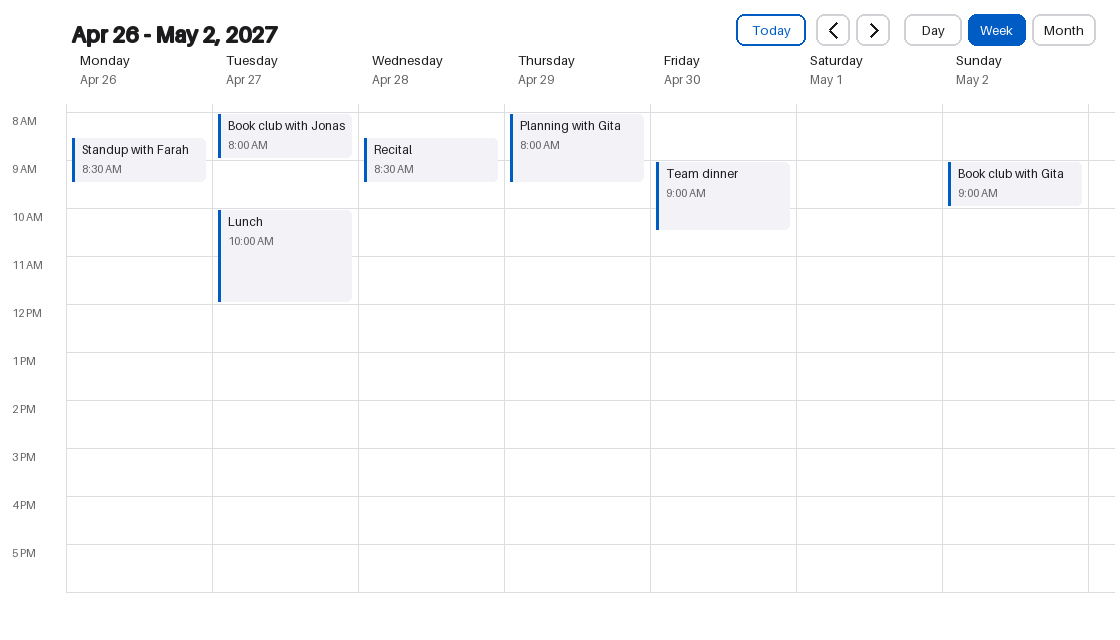 Apr 26 - May 2, 2027
Today
Day
Week
Month
Monday
Apr 26
Tuesday
Apr 27
Wednesday
Apr 28
Thursday
Apr 29
Friday
Apr 30
Saturday
May 1
Sunday
May 2
8 AM
9 AM
10 AM
11 AM
12 PM
1 PM
2 PM
3 PM
4 PM
5 PM
Standup with Farah
8:30 AM
Book club with Jonas
8:00 AM
Lunch
10:00 AM
Recital
8:30 AM
Planning with Gita
8:00 AM
Team dinner
9:00 AM
Book club with Gita
9:00 AM